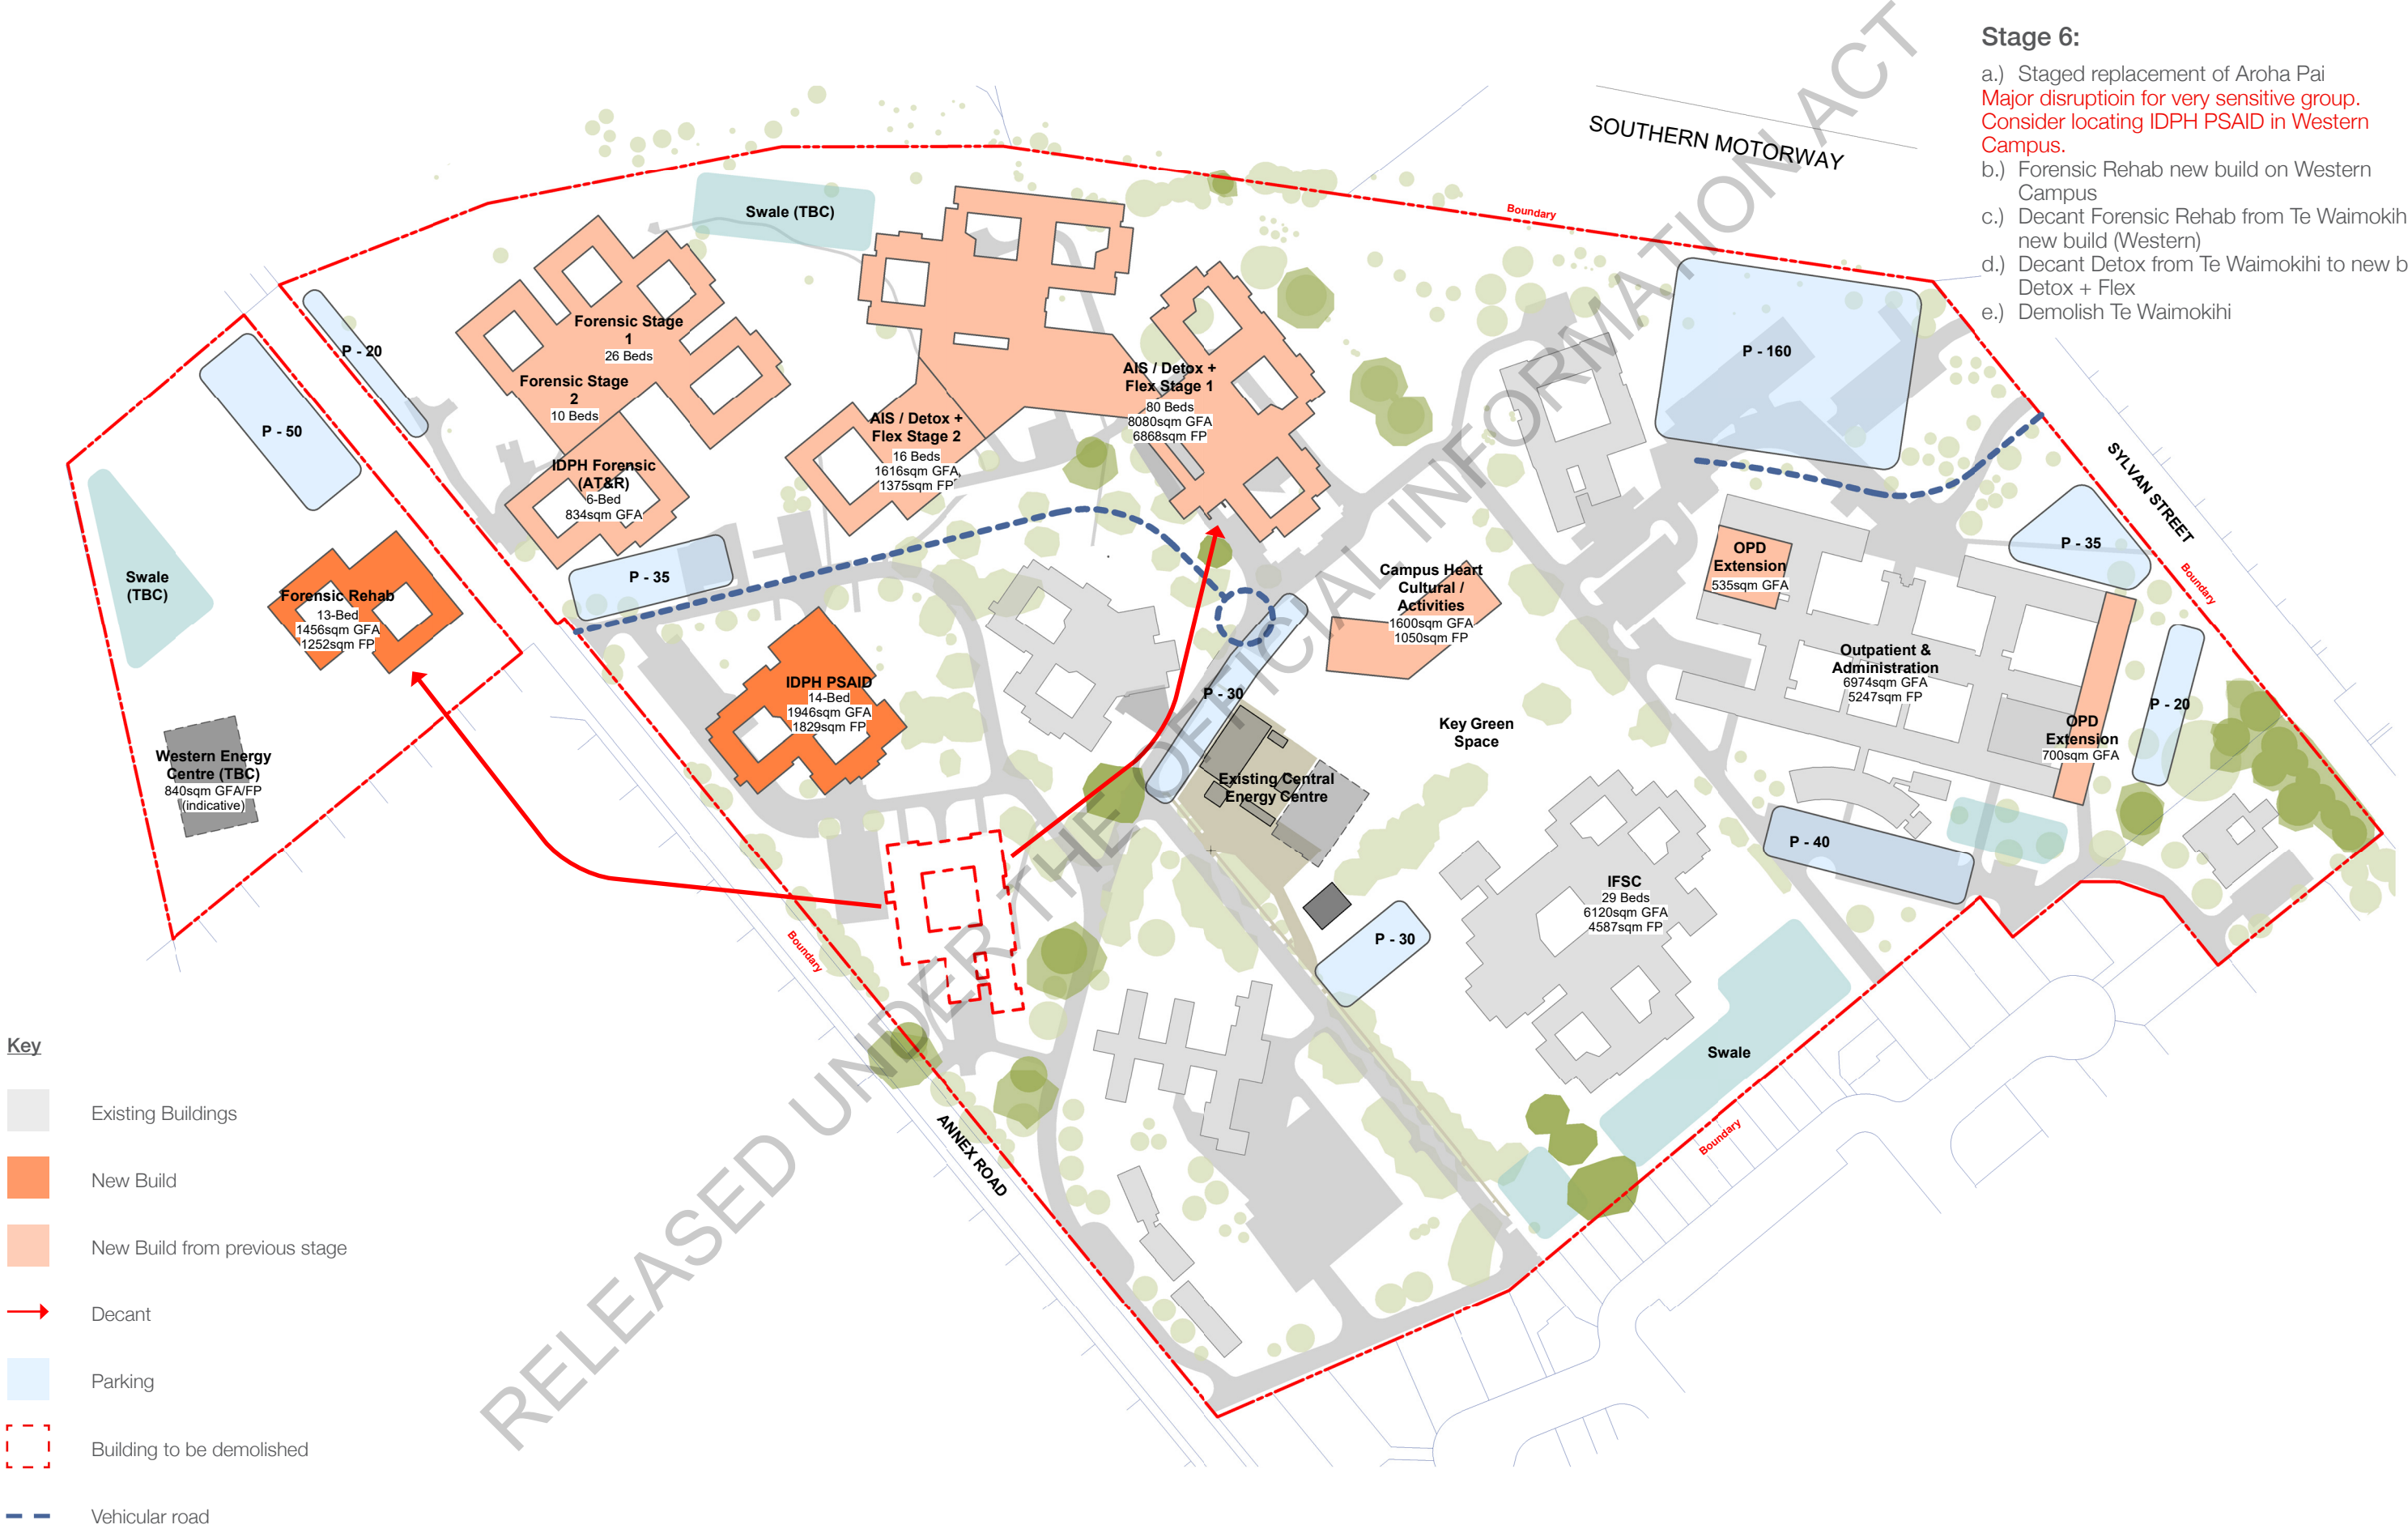 Stage 6:
a.) Staged replacement of Aroha Pai
Major disruptioin for very sensitive group.
Consider locating IDPH PSAID in Western
Campus.
b.) Forensic Rehab new build on Western
Campus
c.) Decant Forensic Rehab from Te Waimokih
new build (Western)
d.) Decant Detox from Te Waimokihi to new b
Detox + Flex
e.) Demolish Te Waimokihi
SOUTHERN MOTORWAY
Boundary
Swale (TBC)
P - 20
P - 50
Forensic Stage
1
26 Beds
Forensic Stage
2
10 Beds
IDPH Forensic
(AT&R)
6-Bed
834sqm GFA
AIS / Detox +
Flex Stage 1
80 Beds
8080sqm GFA
6868sqm FP
AIS / Detox +
Flex Stage 2
16 Beds
1616sqm GFA,
1375sqm FP
P - 160
SYLVAN STREET
P - 35
Boundary
OPD
Extension
535sqm GFA
Swale
(TBC)
Forensic Rehab
13-Bed
1456sqm GFA
1252sqm FP
P - 35
Campus Heart
Cultural /
Activities
1600sqm GFA
1050sqm FP
Outpatient &
Administration
6974sqm GFA
5247sqm FP
IDPH PSAID
14-Bed
1946sqm GFA
1829sqm FP
P - 30
P - 20
OPD
Extension
700sqm GFA
Key Green
Space
Western Energy
Centre (TBC)
840sqm GFA/FP
(indicative)
Existing Central
Energy Centre
P - 40
IFSC
29 Beds
6120sqm GFA
4587sqm FP
P - 30
Boundary
Swale
Boundary
ANNEX ROAD
RELEASED UNDER THE OFFICIAL INFORMATION ACT
Key
Existing Buildings
New Build
New Build from previous stage
Decant
Parking
Building to be demolished
Vehicular road